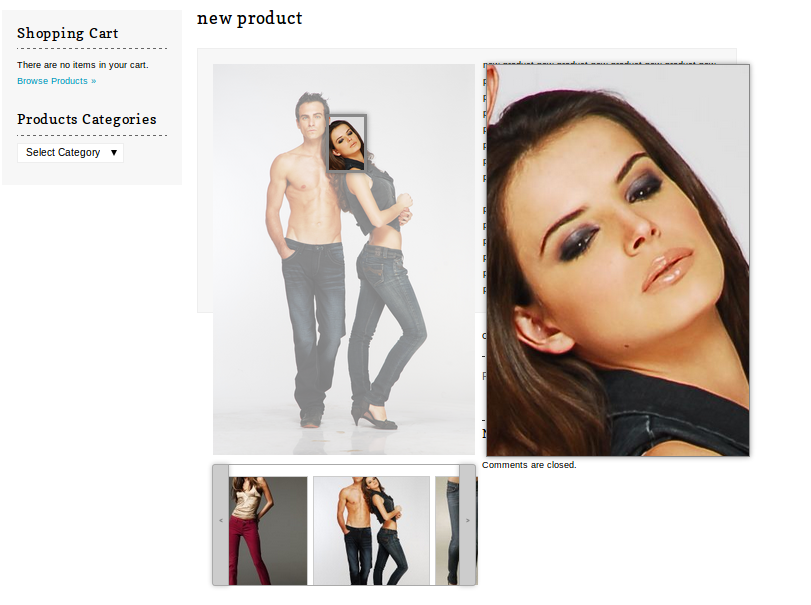 new product
Shopping Cart
There are no items in your cart.
Browse Products »
Products Categories
Select Category ▼
new product new product new product new product new
Comments are closed.
<
>